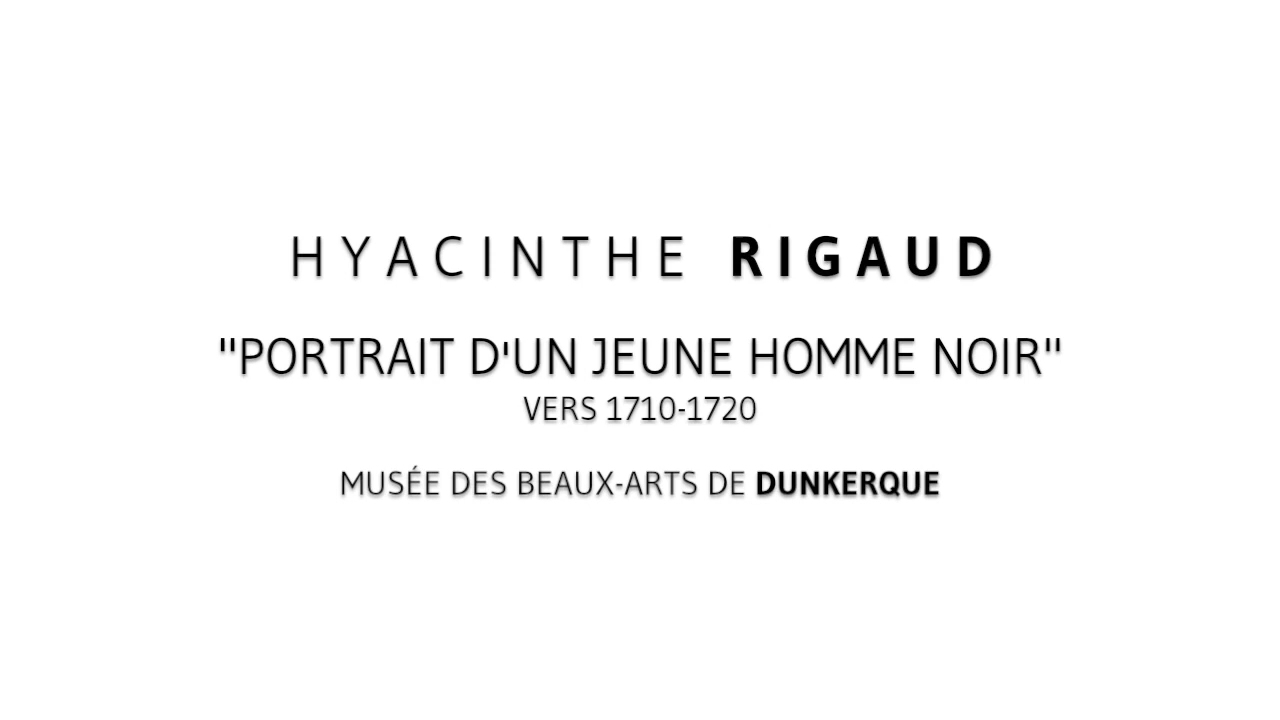 HYACINTHE RIGAUD
"PORTRAIT D'UN JEUNE HOMME NOIR"
VERS 1710-1720
MUSÉE DES BEAUX-ARTS DE DUNKERQUE